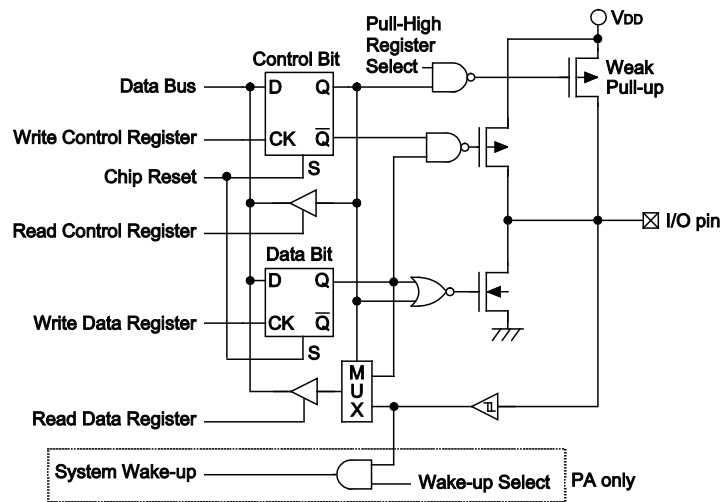 Pull-High
Register
Select
VDD
Control Bit
Weak
Pull-up
Data Bus
D
Q
Write Control Register
CK
Q
Chip Reset
S
Read Control Register
I/O pin
Data Bit
D
Q
Write Data Register
CK
Q
S
M
U
X
Read Data Register
System Wake-up
Wake-up Select
PA only